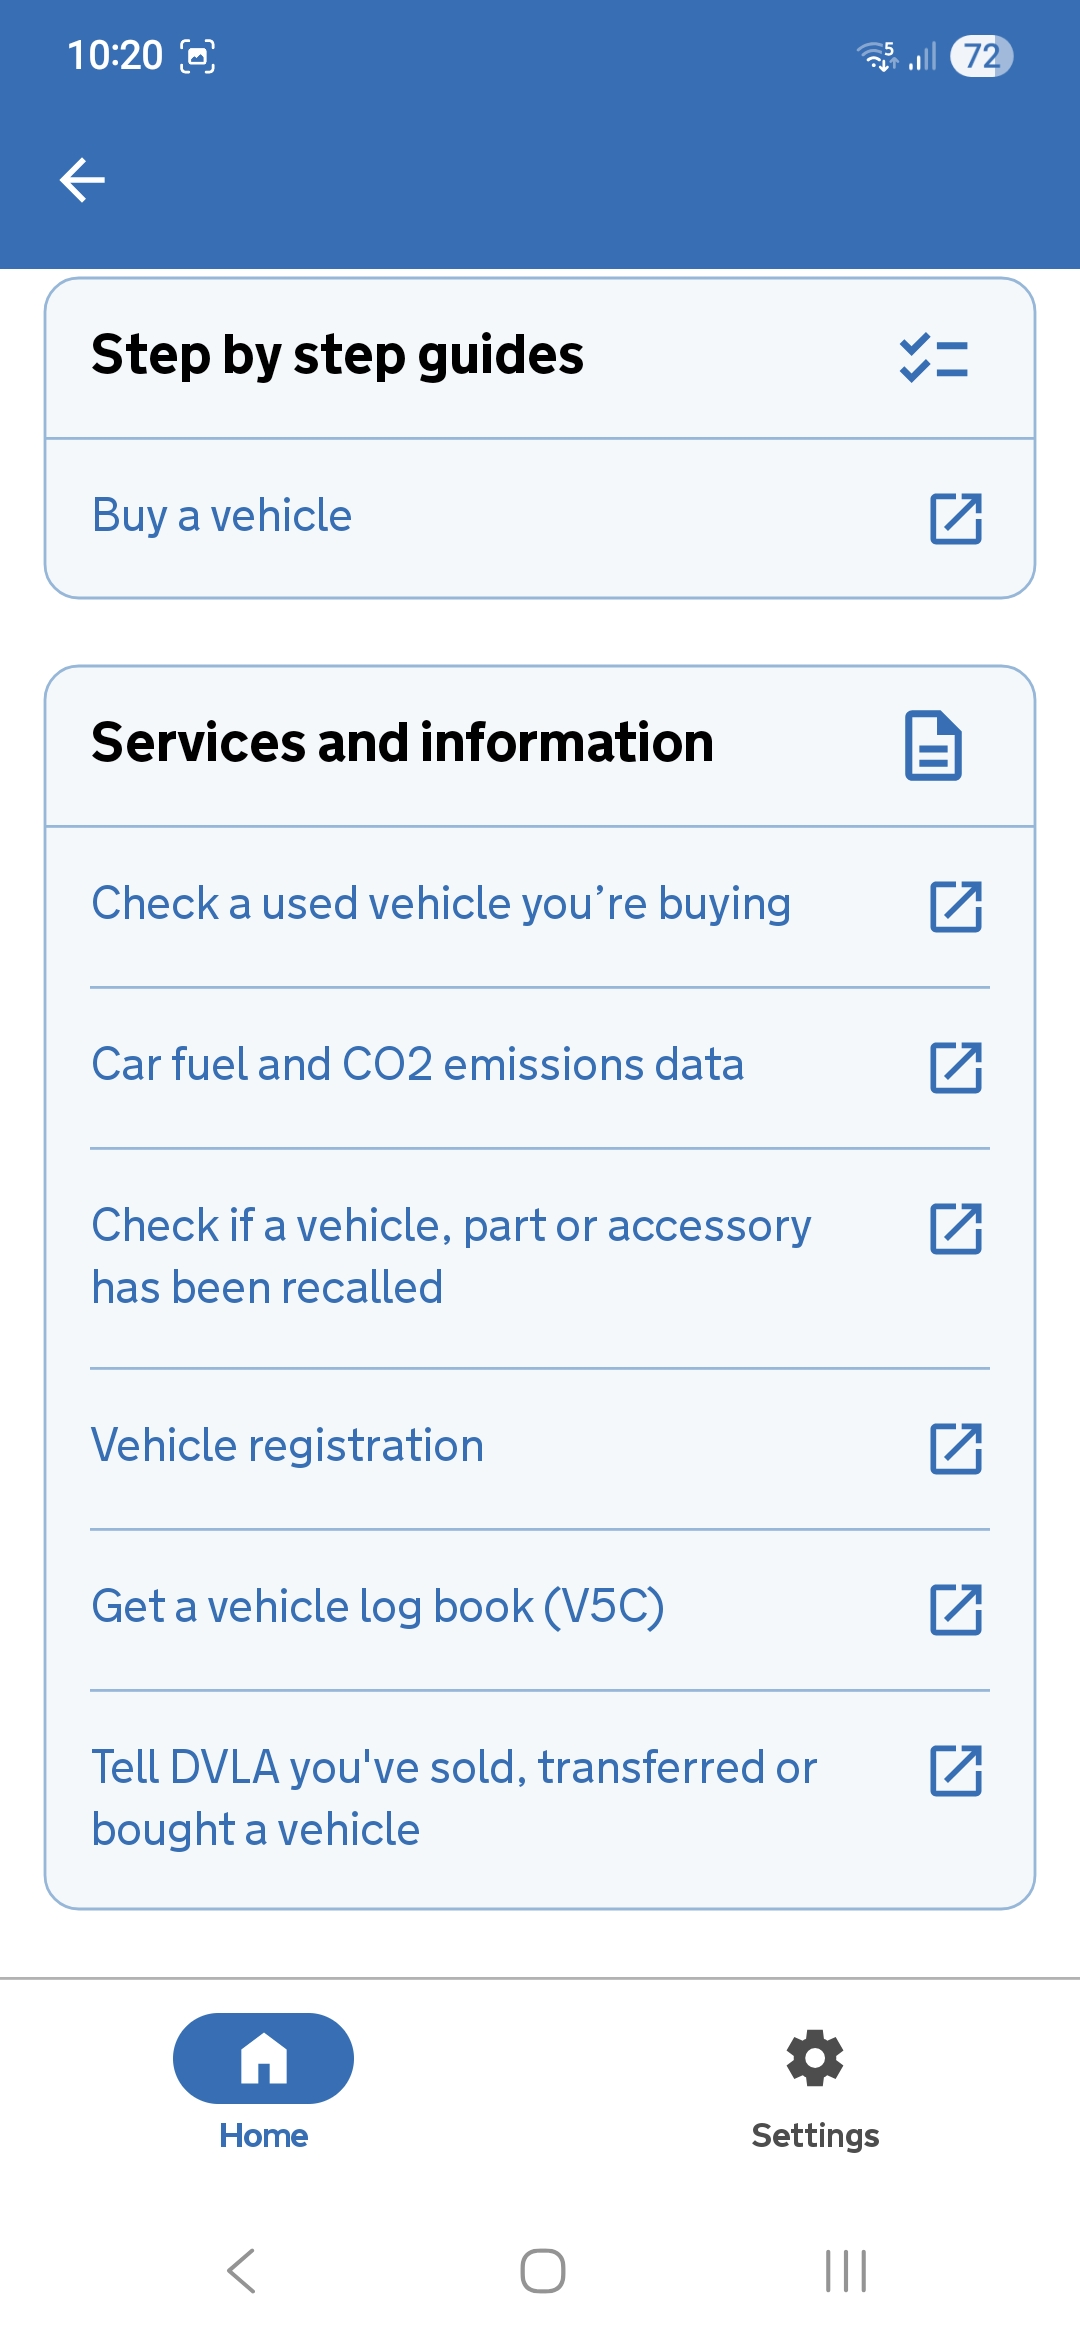 10:20
5
72
Step by step guides
Buy a vehicle
Services and information
Check a used vehicle you’re buying
Car fuel and CO2 emissions data
Check if a vehicle, part or accessory
has been recalled
Vehicle registration
Get a vehicle log book (V5C)
Tell DVLA you've sold, transferred or
bought a vehicle
Home
Settings